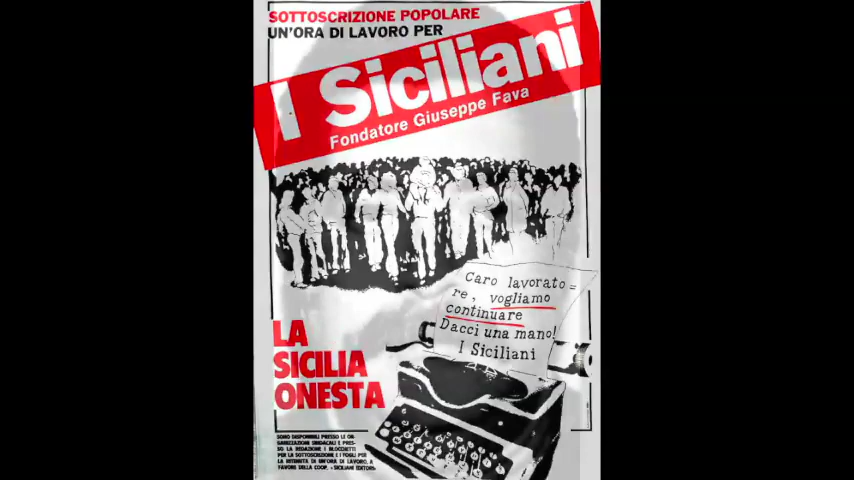 SOTTOSCRIZIONE POPOLARE
UN'ORA DI LAVORO PER
I Siciliani
Fondatore Giuseppe Fava
Caro lavorato=
re, vogliamo
continuare
Dacci una mano!
I Siciliani
LA
SICILIA
ONESTA
SONO DISPONIBILI PRESSO LE OR-
GANIZZAZIONI SINDACALI E PRES-
SO LA REDAZIONE I BLOCCHETTI
PER LA SOTTOSCRIZIONE E I FOGLI PER
LA RITENUTA DI UN'ORA DI LAVORO, A
FAVORE DELLA COOP. «SICILIANI EDITORI»